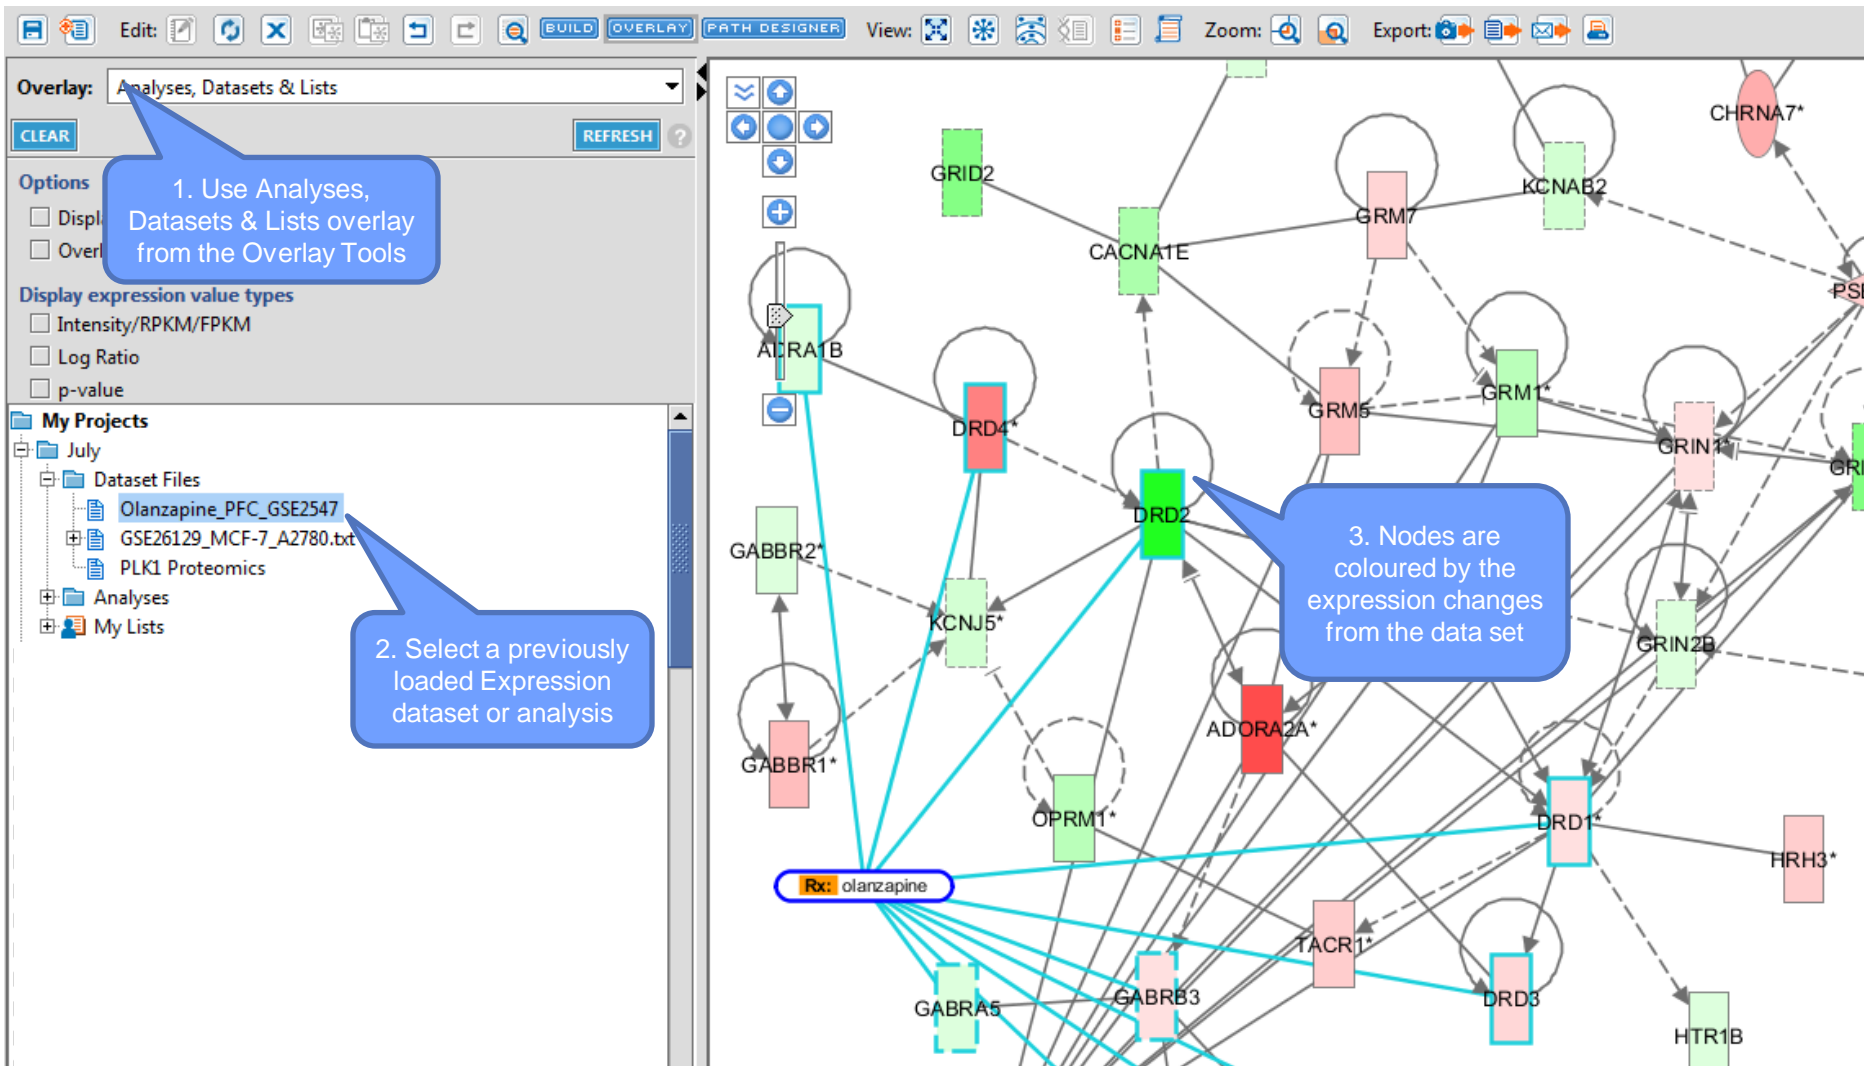 Edit:
BUILD
OVERLAY
PATH DESIGNER
View:
Zoom:
Export:
Overlay:
Analyses, Datasets & Lists
CLEAR
REFRESH
?
Options
Displ
Overl
1. Use Analyses,
Datasets & Lists overlay
from the Overlay Tools
Display expression value types
Intensity/RPKM/FPKM
Log Ratio
p-value
My Projects
July
Dataset Files
Olanzapine_PFC_GSE2547
GSE26129_MCF-7_A2780.txt
PLK1 Proteomics
Analyses
My Lists
2. Select a previously
loaded Expression
dataset or analysis
CHRNA7*
GRID2
KCNAB2
GRM7
CACNA1E
PSE
ADRA1B
GRM1*
GRM5
DRD4*
GRIN1*
GRI
DRD2
3. Nodes are
coloured by the
expression changes
from the data set
GABBR2*
KCNJ5*
GRIN2B
ADORA2A*
GABBR1*
OPRM1*
DRD1*
HRH3*
Rx: olanzapine
TACR1*
GABRA5
GABRB3
DRD3
HTR1B